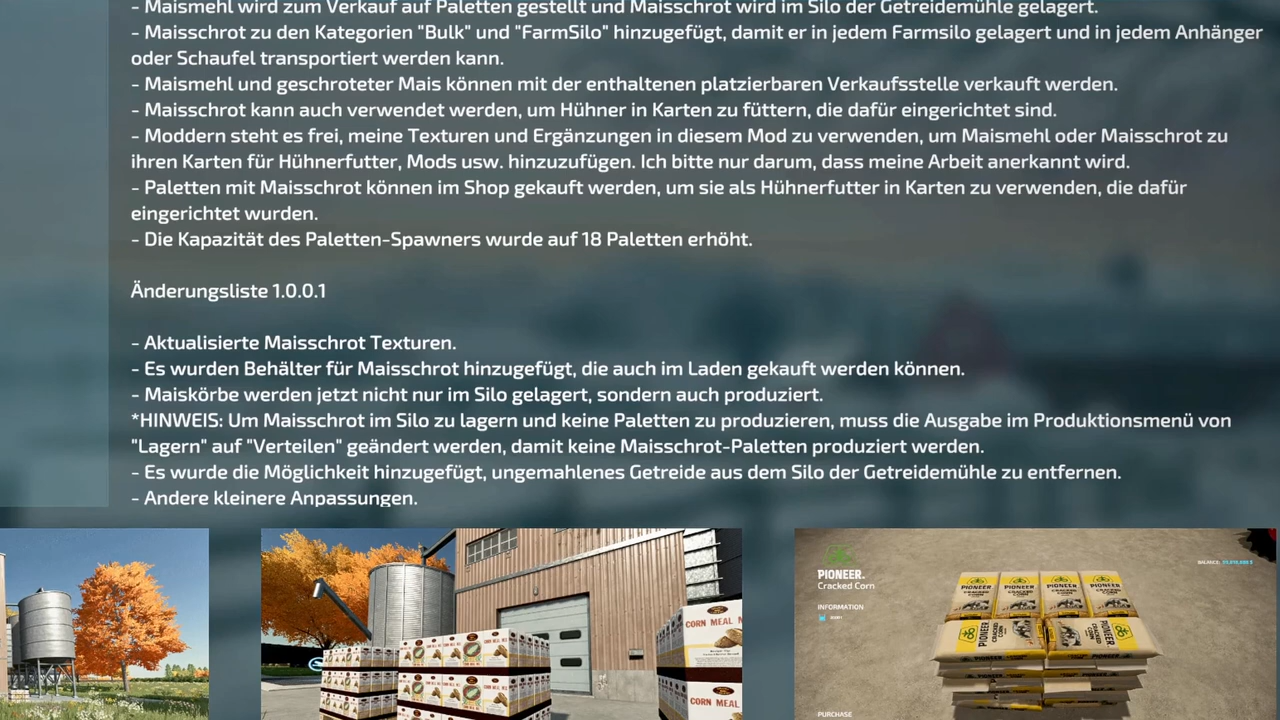 - Maismehl wird zum Verkauf auf Paletten gestellt und Maisschrot wird im Silo der Getreidemühle gelagert.
- Maisschrot zu den Kategorien "Bulk" und "FarmSilo" hinzugefügt, damit er in jedem Farmsilo gelagert und in jedem Anhänger
oder Schaufel transportiert werden kann.
- Maismehl und geschroteter Mais können mit der enthaltenen platzierbaren Verkaufsstelle verkauft werden.
- Maisschrot kann auch verwendet werden, um Hühner in Karten zu füttern, die dafür eingerichtet sind.
- Moddern steht es frei, meine Texturen und Ergänzungen in diesem Mod zu verwenden, um Maismehl oder Maisschrot zu
ihren Karten für Hühnerfutter, Mods usw. hinzuzufügen. Ich bitte nur darum, dass meine Arbeit anerkannt wird.
- Paletten mit Maisschrot können im Shop gekauft werden, um sie als Hühnerfutter in Karten zu verwenden, die dafür
eingerichtet wurden.
- Die Kapazität des Paletten-Spawners wurde auf 18 Paletten erhöht.
Änderungsliste 1.0.0.1
- Aktualisierte Maisschrot Texturen.
- Es wurden Behälter für Maisschrot hinzugefügt, die auch im Laden gekauft werden können.
- Maiskörbe werden jetzt nicht nur im Silo gelagert, sondern auch produziert.
*HINWEIS: Um Maisschrot im Silo zu lagern und keine Paletten zu produzieren, muss die Ausgabe im Produktionsmenü von
"Lagern" auf "Verteilen" geändert werden, damit keine Maisschrot-Paletten produziert werden.
- Es wurde die Möglichkeit hinzugefügt, ungemahlenes Getreide aus dem Silo der Getreidemühle zu entfernen.
- Andere kleinere Anpassungen.
CORN MEAL
CORN MEAL
PIONEER
Cracked Corn
INFORMATION
BALANCE:
PURCHASE
PIONEER PIONEER PIONEER PIONEER
CRACKED CRACKED CRACKED CRACKED
PIONEER PIONEER